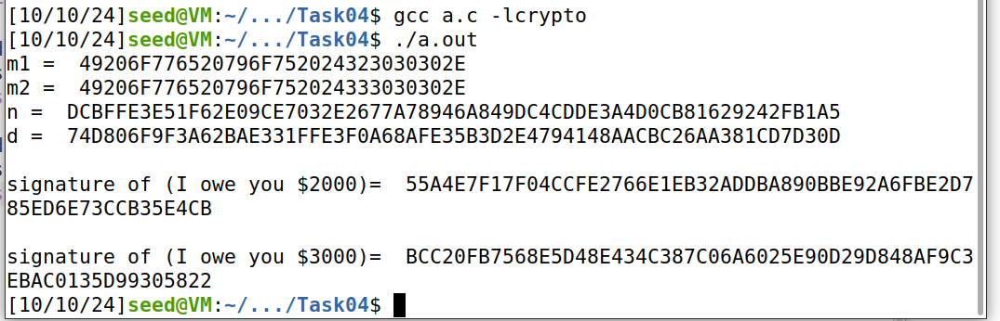 [10/10/24]seed@VM:~/.../Task04$ gcc a.c -lcrypto
[10/10/24]seed@VM:~/.../Task04$ ./a.out
m1 =  49206F776520796F752024323030302E
m2 =  49206F776520796F752024333030302E
n =  DCBFFE3E51F62E09CE7032E2677A78946A849DC4CDDE3A4D0CB81629242FB1A5
d =  74D806F9F3A62BAE331FFE3F0A68AFE35B3D2E4794148AACBC26AA381CD7D30D
signature of (I owe you $2000)=  55A4E7F17F04CCFE2766E1EB32ADDBA890BBE92A6FBE2D7
85ED6E73CCB35E4CB
signature of (I owe you $3000)=  BCC20FB7568E5D48E434C387C06A6025E90D29D848AF9C3
EBAC0135D99305822
[10/10/24]seed@VM:~/.../Task04$